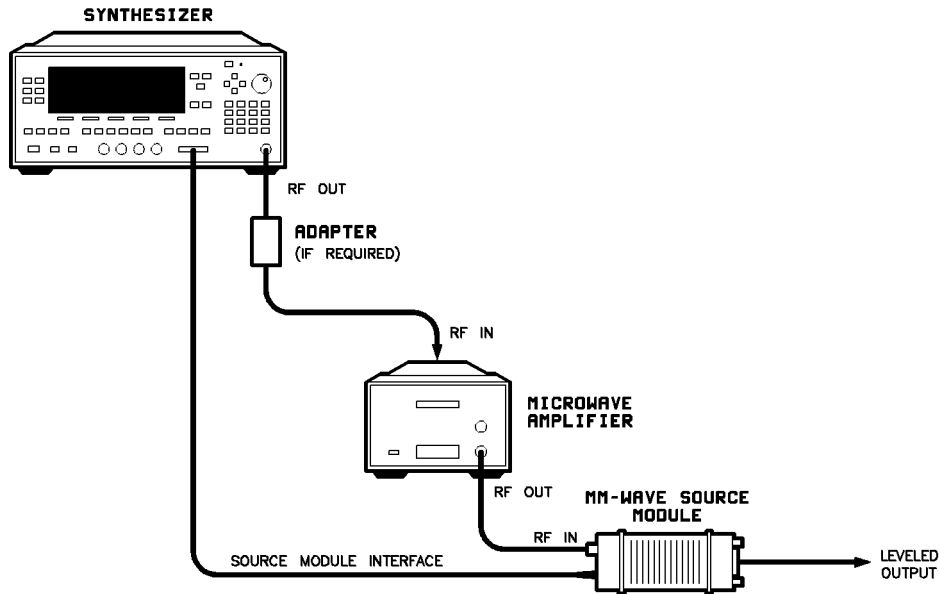 SYNTHESIZER
RF OUT
ADAPTER
(IF REQUIRED)
RF IN
MICROWAVE
AMPLIFIER
RF OUT
MM-WAVE SOURCE
MODULE
RF IN
SOURCE MODULE INTERFACE
LEVELED
OUTPUT